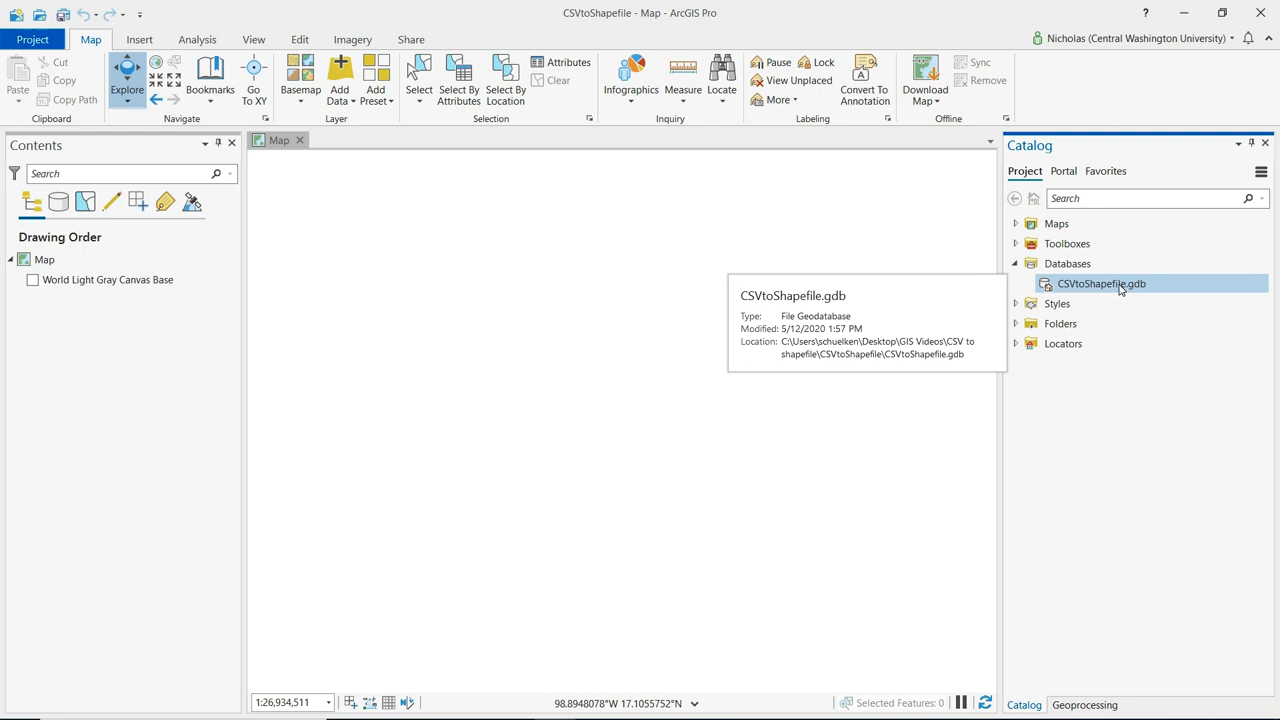 CSVtoShapefile - Map - ArcGIS Pro
?
Project Map Insert Analysis View Edit Imagery Share
Nicholas (Central Washington University)
Paste
Cut
Copy
Copy Path
Clipboard
Explore
Bookmarks
Go
To XY
Navigate
Basemap
Add
Data
Add
Preset
Layer
Select
Select By
Attributes
Select By
Location
Attributes
Clear
Selection
Infographics
Measure
Locate
Inquiry
Pause
Lock
View Unplaced
More
Convert To
Annotation
Labeling
Download
Map
Sync
Remove
Offline
Contents
Search
Drawing Order
Map
World Light Gray Canvas Base
Map
CSVtoShapefile.gdb
Type: File Geodatabase
Modified: 5/12/2020 1:57 PM
Location: C:\Users\schuelken\Desktop\GIS Videos\CSV to
shapefile\CSVtoShapefile\CSVtoShapefile.gdb
Catalog
Project Portal Favorites
Search
Maps
Toolboxes
Databases
CSVtoShapefile.gdb
Styles
Folders
Locators
1:26,934,511
98.8948078°W 17.1055752°N
Selected Features: 0
Catalog Geoprocessing